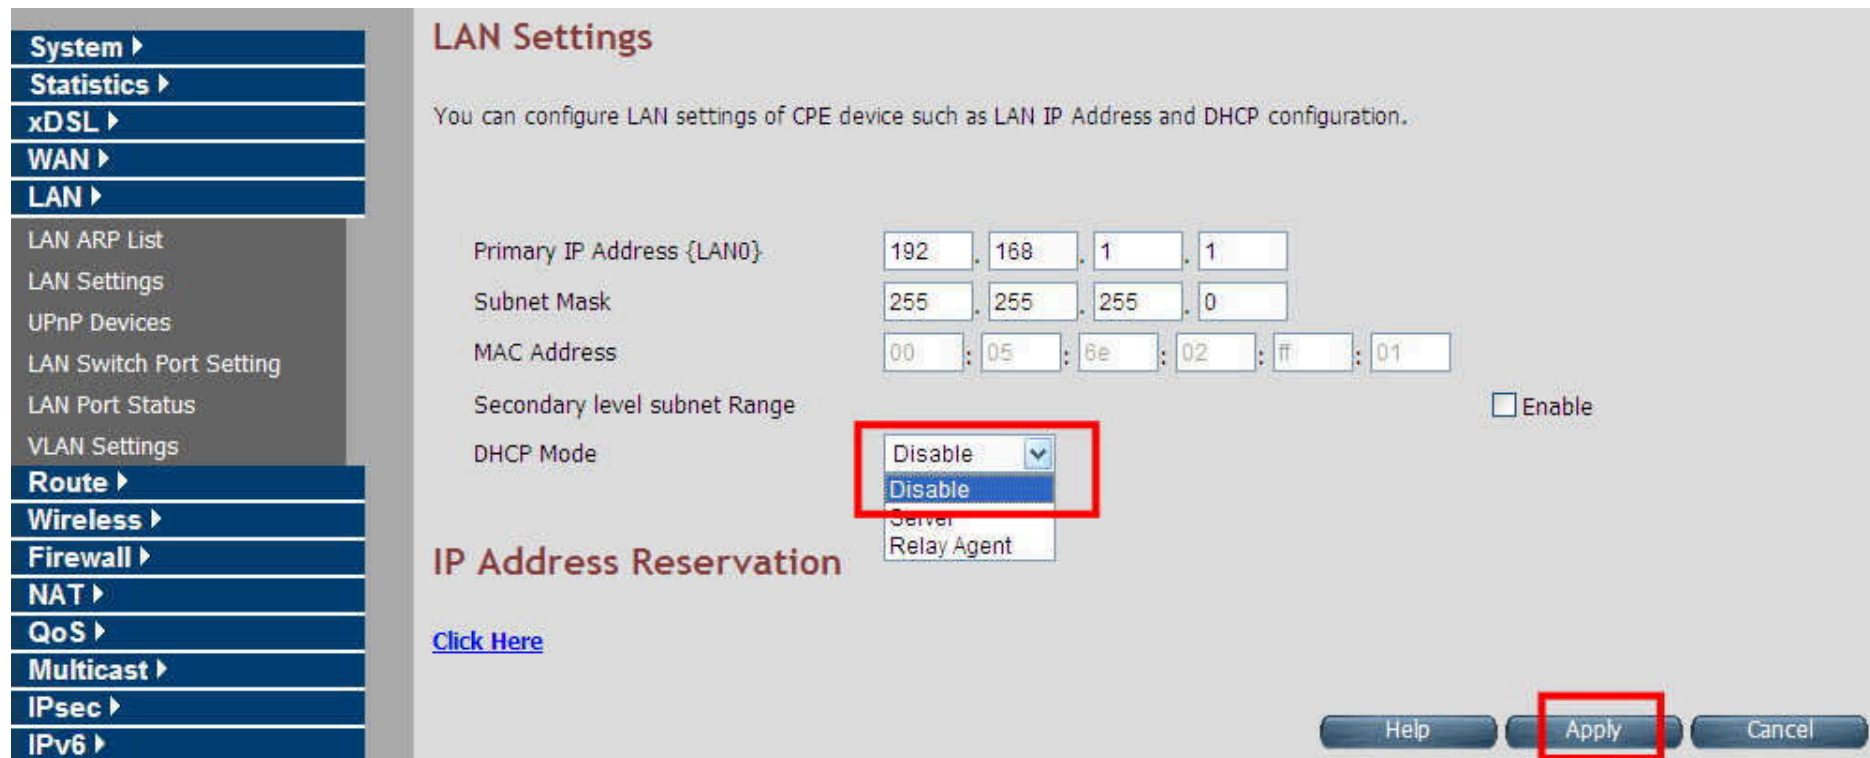 System
Statistics
xDSL
WAN
LAN
LAN ARP List
LAN Settings
UPnP Devices
LAN Switch Port Setting
LAN Port Status
VLAN Settings
Route
Wireless
Firewall
NAT
QoS
Multicast
IPsec
IPv6
LAN Settings
You can configure LAN settings of CPE device such as LAN IP Address and DHCP configuration.
Primary IP Address {LAN0} 192 . 168 . 1 . 1
Subnet Mask 255 . 255 . 255 . 0
MAC Address 00 : 05 : 6e : 02 : ff : 01
Secondary level subnet Range Enable
DHCP Mode Disable
Disable
Server
Relay Agent
IP Address Reservation
Click Here
Help Apply Cancel